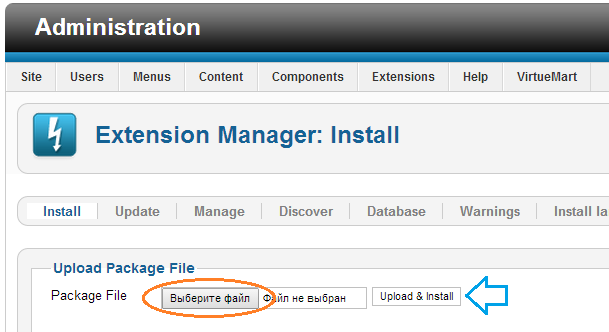 Administration
Site Users Menus Content Components Extensions Help VirtueMart
Extension Manager: Install
Install Update Manage Discover Database Warnings Install la
Upload Package File
Package File Выберите файл Файл не выбран Upload & Install